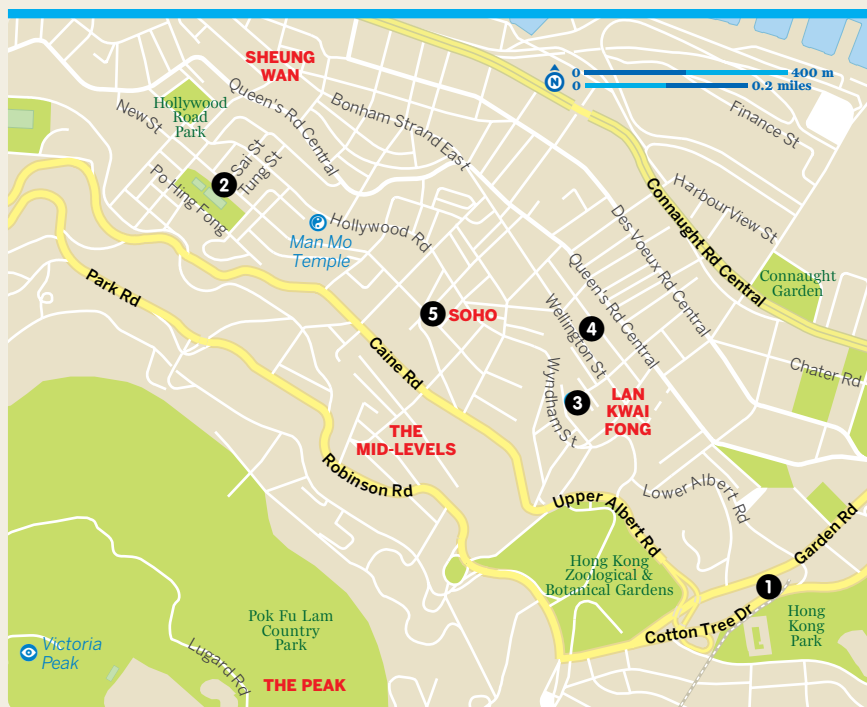 SHEUNG
WAN
0
400 m
N
0
0.2 miles
Hollywood
Road
Park
New St
Queen's Rd Central
Bonham Strand East
Finance St
Sai St
Tung St
2
Po Hing Fong
Hollywood Rd
Man Mo
Temple
Connaught Rd Central
HarbourView St
Des Voeux Rd Central
Queen's Rd Central
Connaught
Garden
Park Rd
5
SOHO
Wellington St
4
Caine Rd
Chater Rd
Wyndham St
3
LAN
KWAI
FONG
THE
MID-LEVELS
Robinson Rd
Upper Albert Rd
Lower Albert Rd
Garden Rd
Hong Kong
Zoological &
Botanical Gardens
1
Cotton Tree Dr
Hong
Kong
Park
Pok Fu Lam
Country
Park
Victoria
Peak
Lugard Rd
THE PEAK